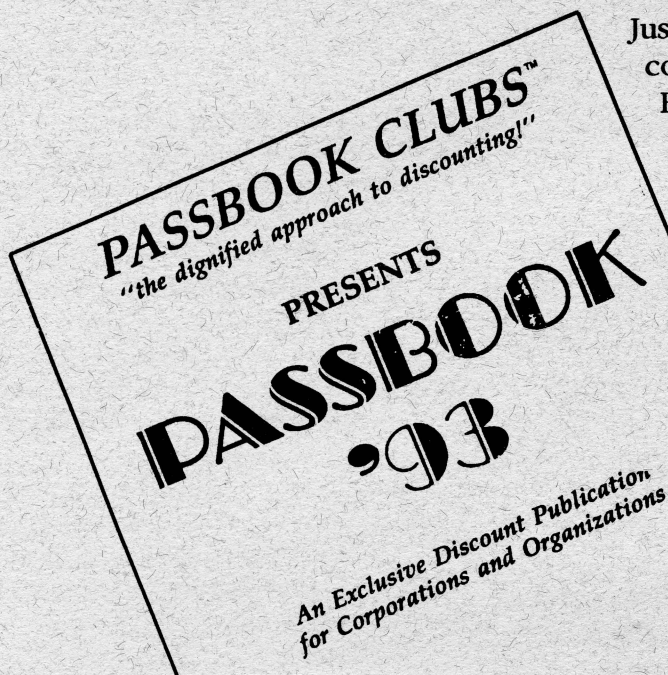 PASSBOOK CLUBS™
"the dignified approach to discounting!"
PRESENTS
PASSBOOK
'93
An Exclusive Discount Publication
for Corporations and Organizations